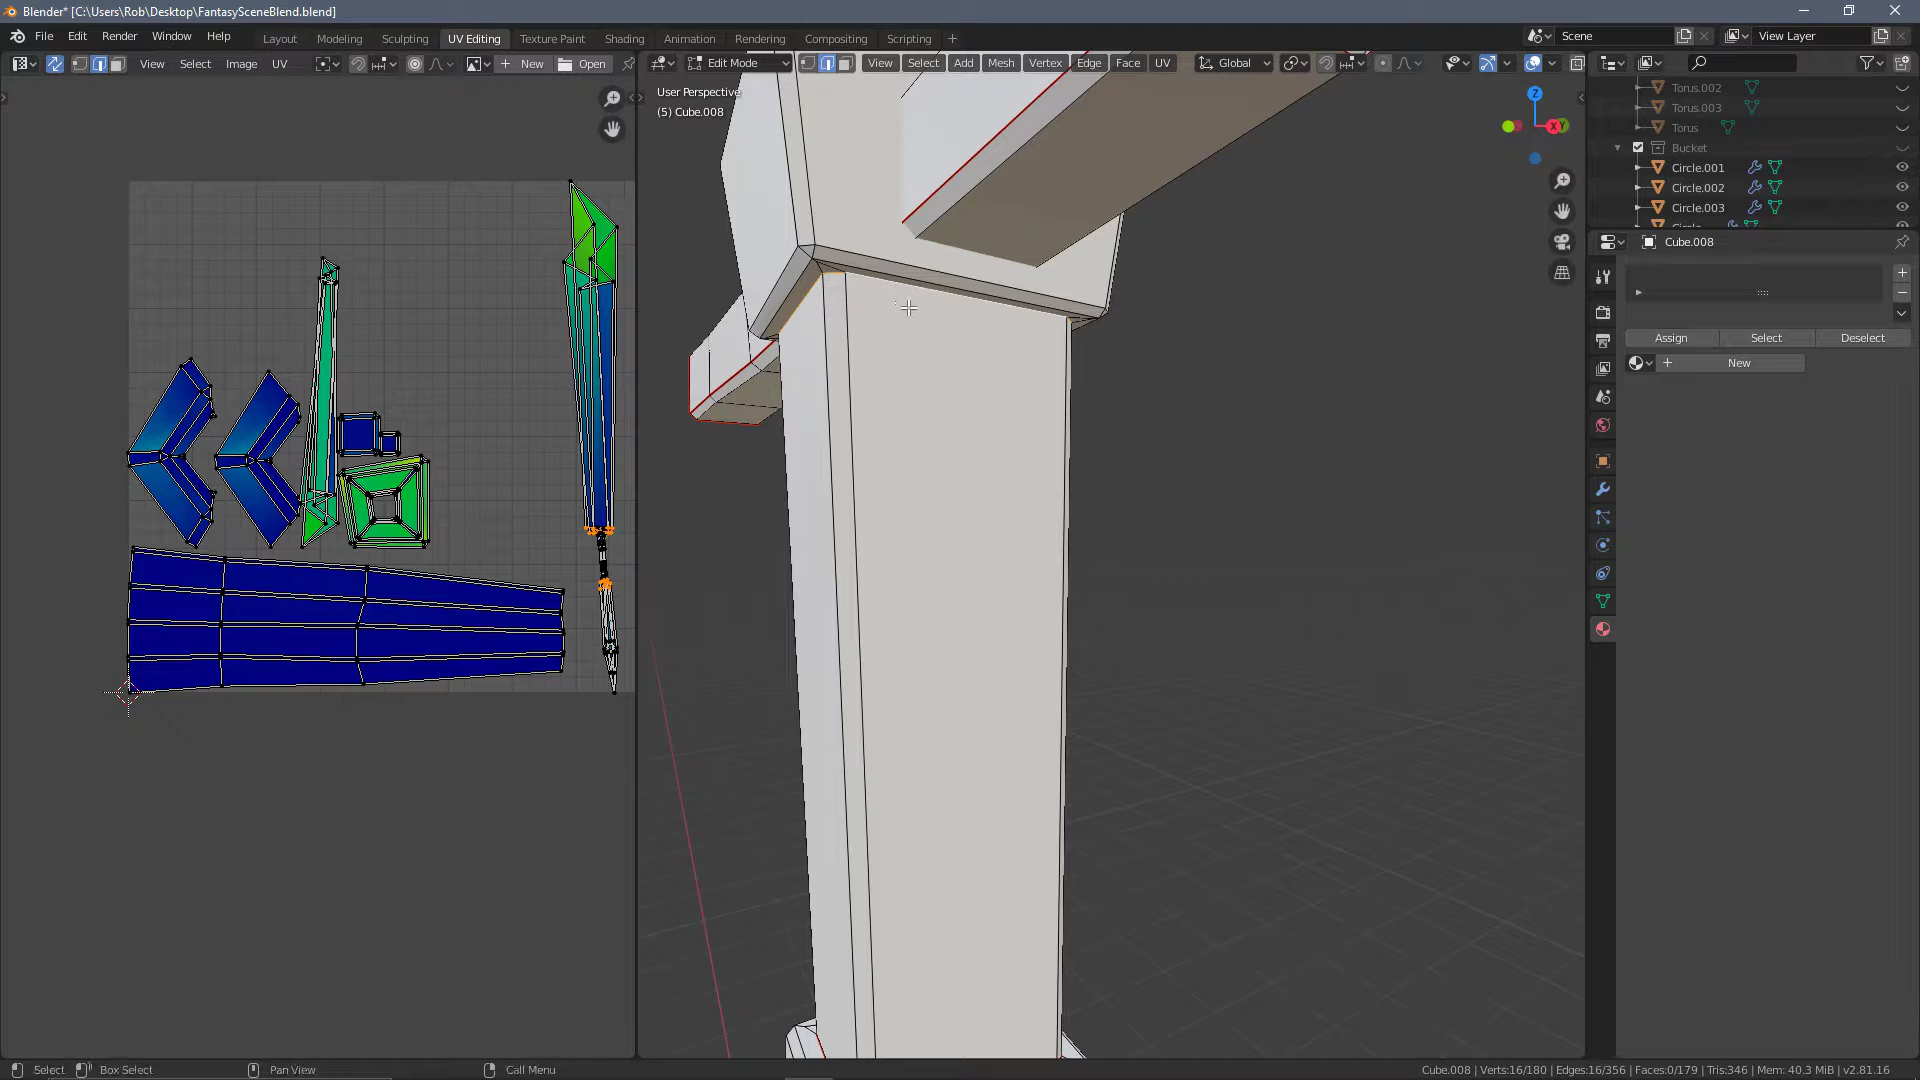 Blender* [C:\Users\Rob\Desktop\FantasySceneBlend.blend]
File Edit Render Window Help Layout Modeling Sculpting UV Editing Texture Paint Shading Animation Rendering Compositing Scripting + Scene View Layer
View Select Image UV New Open Edit Mode View Select Add Mesh Vertex Edge Face UV Global
User Perspective
(5) Cube.008
Z
X
Y
Torus.002
Torus.003
Torus
Bucket
Circle.001
Circle.002
Circle.003
Circle
Cube.008
Assign Select Deselect
New
Select Box Select Pan View Call Menu Cube.008 | Verts:16/180 | Edges:16/356 | Faces:0/179 | Tris:346 | Mem: 40.3 MiB | v2.81.16